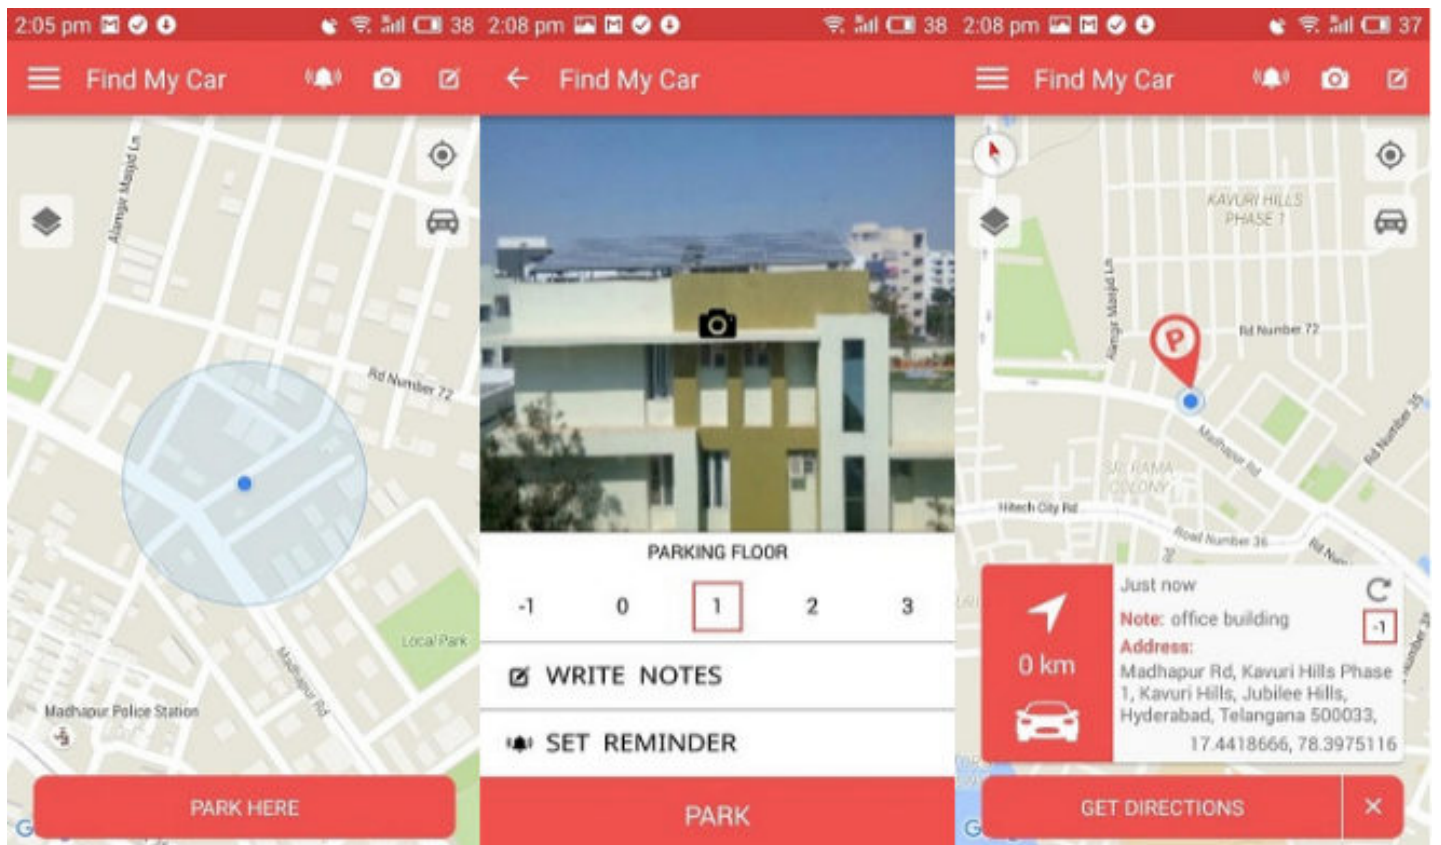 2:05 pm
38
Find My Car
Alamgir Masjid Ln
Rd Number 72
Local Park
Madhapur Rd
Madhapur Police Station
PARK HERE
2:08 pm
38
Find My Car
PARKING FLOOR
-1 0 1 2 3
WRITE NOTES
SET REMINDER
PARK
2:08 pm
37
Find My Car
KAVURI HILLS
PHASE 1
Alamgir Masjid Ln
Rd Number 72
P
Rd Number 35
Madhapur Rd
SRI RAMA
COLONY
Hitech City Rd
Road Number 36
Just now
Note: office building
-1
Address:
0 km
Madhapur Rd, Kavuri Hills Phase
1, Kavuri Hills, Jubilee Hills,
Hyderabad, Telangana 500033,
17.4418666, 78.3975116
GET DIRECTIONS